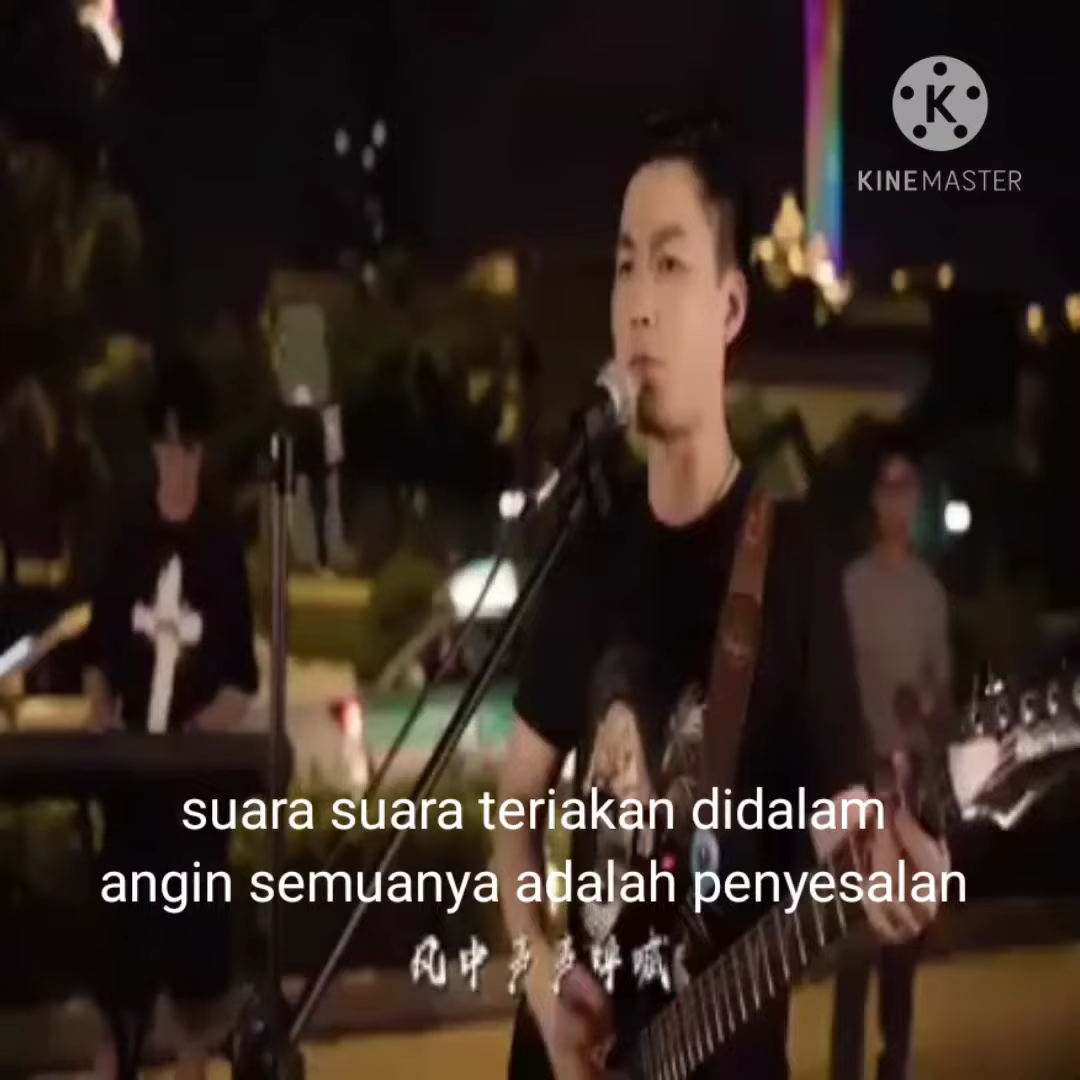 KINEMASTER
suara suara teriakan didalam
angin semuanya adalah penyesalan
风中声声呼喊